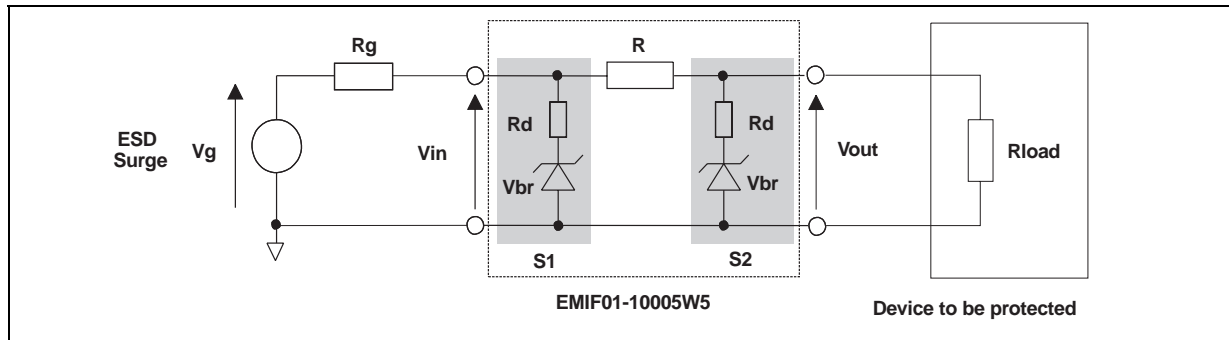 Rg
R
ESD
Surge
Vg
Vin
Rd
Vbr
Rd
Vbr
Vout
Rload
S1
S2
EMIF01-10005W5
Device to be protected